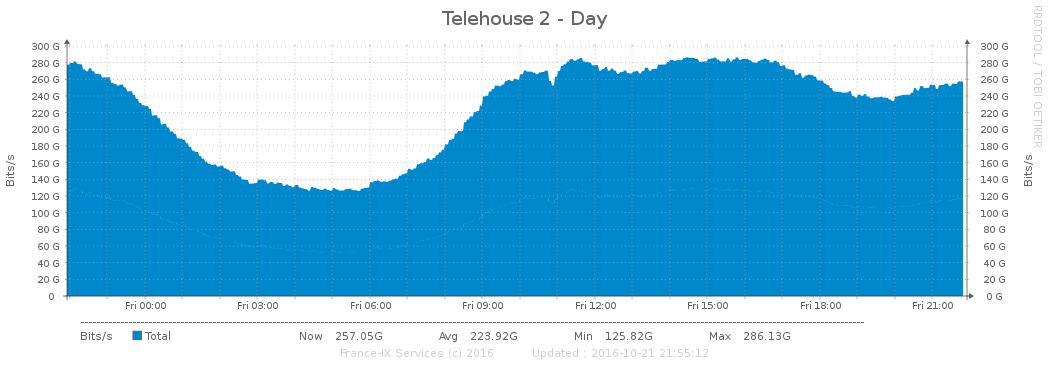 Telehouse 2 - Day
RRDTOOL / TOBI OETIKER
Bits/s
300 G 300 G
280 G 280 G
260 G 260 G
240 G 240 G
220 G 220 G
200 G 200 G
180 G 180 G
160 G 160 G
140 G 140 G
120 G 120 G
100 G 100 G
80 G 80 G
60 G 60 G
40 G 40 G
20 G 20 G
0 0 G
Bits/s
Fri 00:00 Fri 03:00 Fri 06:00 Fri 09:00 Fri 12:00 Fri 15:00 Fri 18:00 Fri 21:00
Bits/s Total Now 257.05G Avg 223.92G Min 125.82G Max 286.13G
France-IX Services (c) 2016 Updated : 2016-10-21 21:55:12